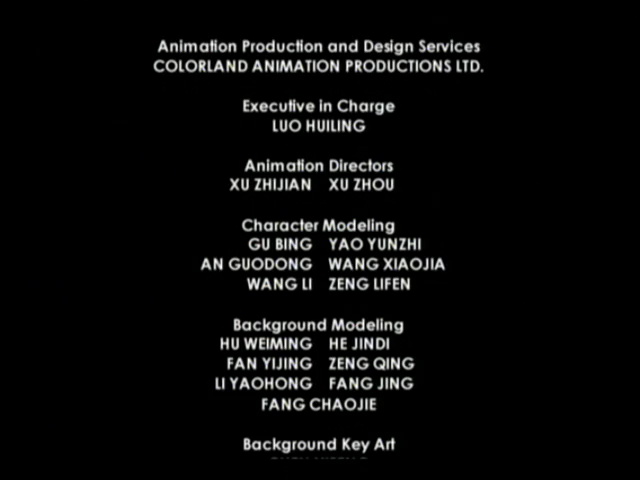 Animation Production and Design Services
COLORLAND ANIMATION PRODUCTIONS LTD.
Executive in Charge
LUO HUILING
Animation Directors
XU ZHIJIAN XU ZHOU
Character Modeling
GU BING YAO YUNZHI
AN GUODONG WANG XIAOJIA
WANG LI ZENG LIFEN
Background Modeling
HU WEIMING HE JINDI
FAN YIJING ZENG QING
LI YAOHONG FANG JING
FANG CHAOJIE
Background Key Art